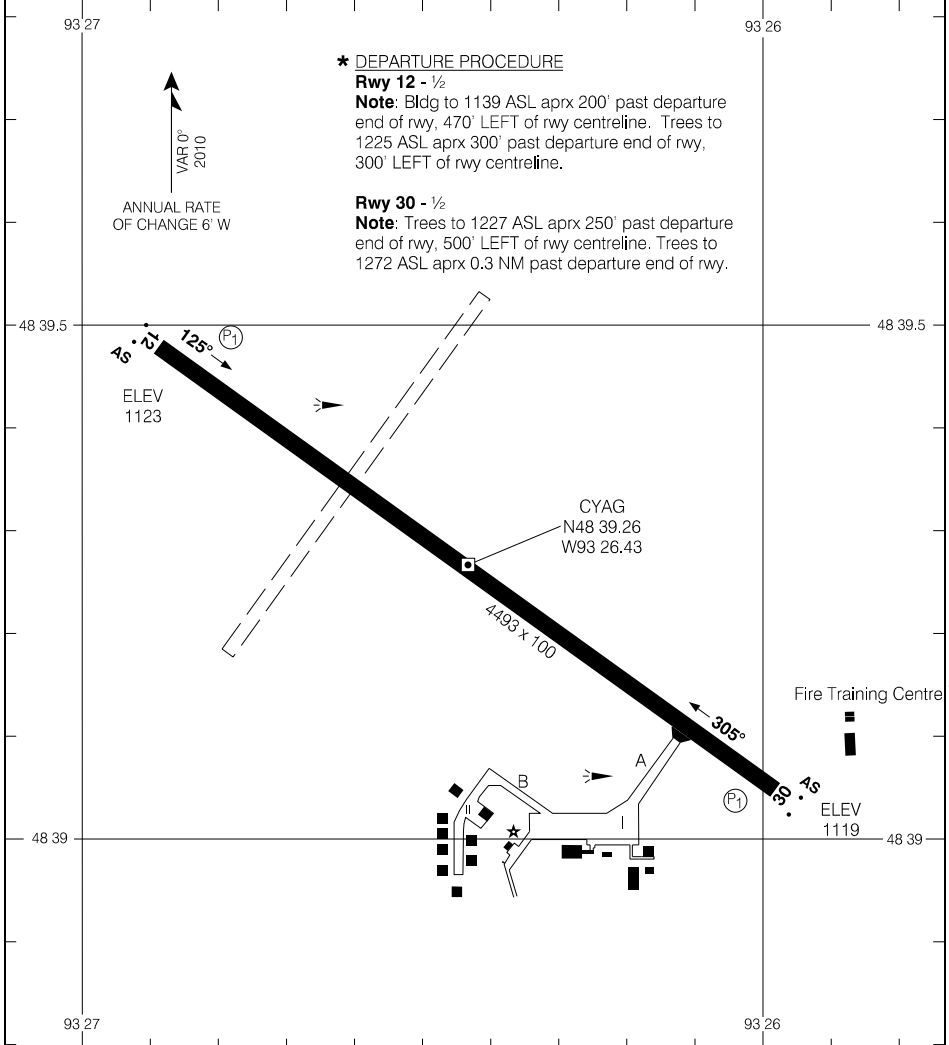 93 27
93 26
* DEPARTURE PROCEDURE
Rwy 12 - ½
Note: Bldg to 1139 ASL aprx 200' past departure
end of rwy, 470' LEFT of rwy centreline. Trees to
1225 ASL aprx 300' past departure end of rwy,
300' LEFT of rwy centreline.
VAR 0°
2010
ANNUAL RATE
OF CHANGE 6' W
Rwy 30 - ½
Note: Trees to 1227 ASL aprx 250' past departure
end of rwy, 500' LEFT of rwy centreline. Trees to
1272 ASL aprx 0.3 NM past departure end of rwy.
48 39.5
48 39.5
12
125°
P1
AS
ELEV
1123
CYAG
N48 39.26
W93 26.43
4493 x 100
Fire Training Centre
305°
A
B
II
I
P1
30
AS
ELEV
1119
48 39
48 39
93 27
93 26